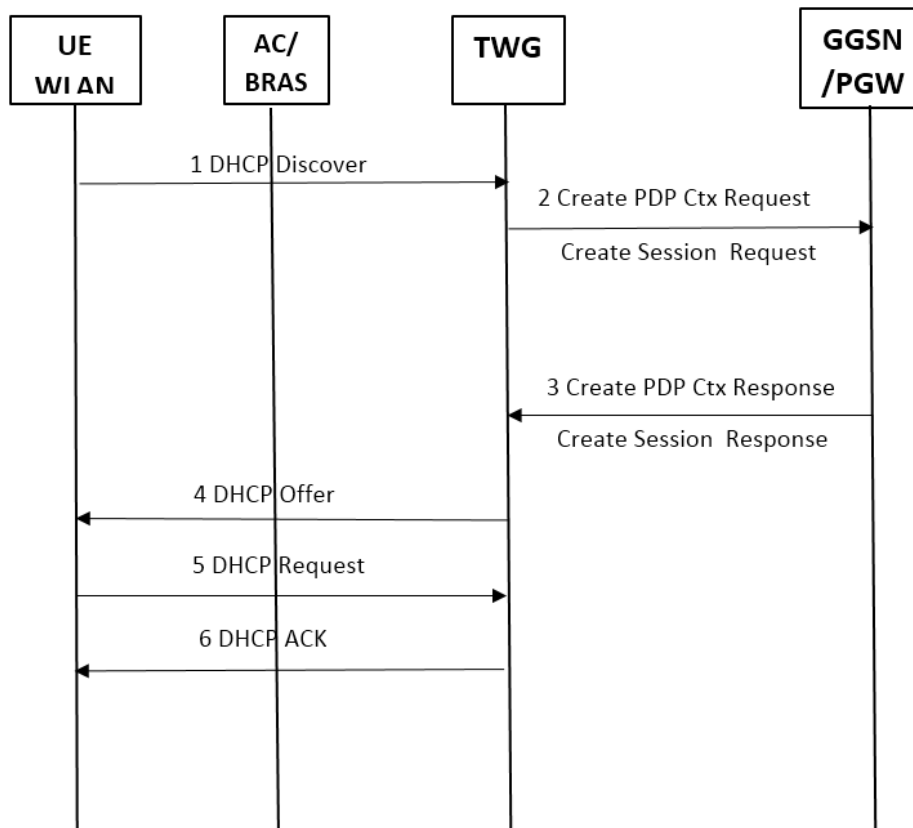 UE
WLAN
AC/
BRAS
TWG
GGSN
/PGW
1 DHCP Discover
2 Create PDP Ctx Request
Create Session Request
3 Create PDP Ctx Response
Create Session Response
4 DHCP Offer
5 DHCP Request
6 DHCP ACK